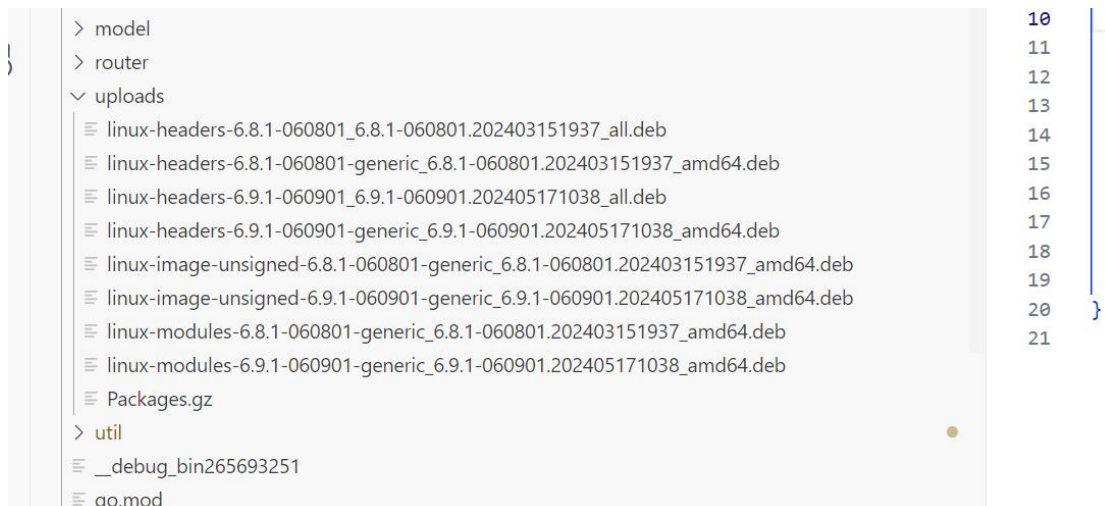 model
router
uploads
linux-headers-6.8.1-060801_6.8.1-060801.202403151937_all.deb
linux-headers-6.8.1-060801-generic_6.8.1-060801.202403151937_amd64.deb
linux-headers-6.9.1-060901_6.9.1-060901.202405171038_all.deb
linux-headers-6.9.1-060901-generic_6.9.1-060901.202405171038_amd64.deb
linux-image-unsigned-6.8.1-060801-generic_6.8.1-060801.202403151937_amd64.deb
linux-image-unsigned-6.9.1-060901-generic_6.9.1-060901.202405171038_amd64.deb
linux-modules-6.8.1-060801-generic_6.8.1-060801.202403151937_amd64.deb
linux-modules-6.9.1-060901-generic_6.9.1-060901.202405171038_amd64.deb
Packages.gz
util
__debug_bin265693251
go.mod
10
11
12
13
14
15
16
17
18
19
20 }
21